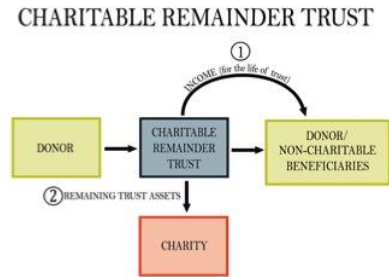 CHARITABLE REMAINDER TRUST
①
INCOME (for the life of trust)
DONOR
CHARITABLE
REMAINDER
TRUST
DONOR/
NON-CHARITABLE
BENEFICIARIES
② REMAINING TRUST ASSETS
CHARITY